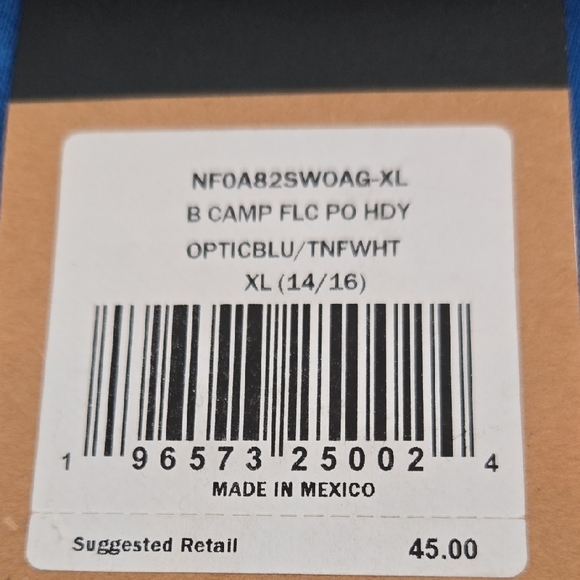 NF0A82SWOAG-XL
B CAMP FLC PO HDY
OPTICBLU/TNFWHT
XL (14/16)
1 96573 25002 4
MADE IN MEXICO
Suggested Retail 45.00